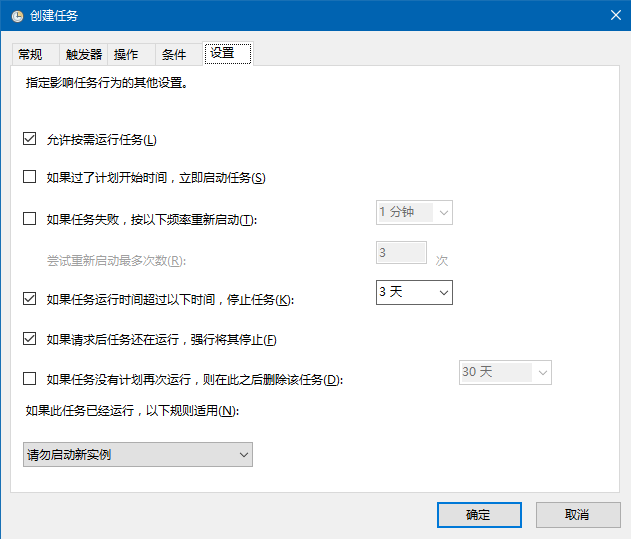 创建任务
常规 触发器 操作 条件 设置
指定影响任务行为的其他设置。
允许按需运行任务(L)
如果过了计划开始时间，立即启动任务(S)
如果任务失败，按以下频率重新启动(T): 1 分钟
尝试重新启动最多次数(R): 3 次
如果任务运行时间超过以下时间，停止任务(K): 3 天
如果请求后任务还在运行，强行将其停止(F)
如果任务没有计划再次运行，则在此之后删除该任务(D): 30 天
如果此任务已经运行，以下规则适用(N):
请勿启动新实例
确定 取消